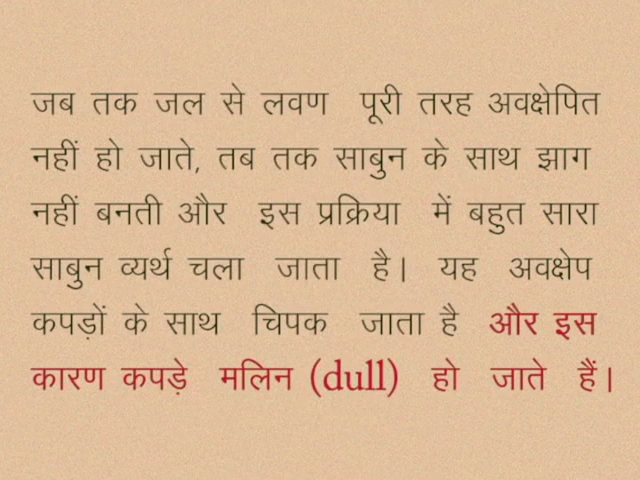 जब तक जल से लवण पूरी तरह अवक्षेपित
नहीं हो जाते, तब तक साबुन के साथ झाग
नहीं बनती और इस प्रक्रिया में बहुत सारा
साबुन व्यर्थ चला जाता है। यह अवक्षेप
कपड़ों के साथ चिपक जाता है और इस
कारण कपड़े मलिन (dull) हो जाते हैं।